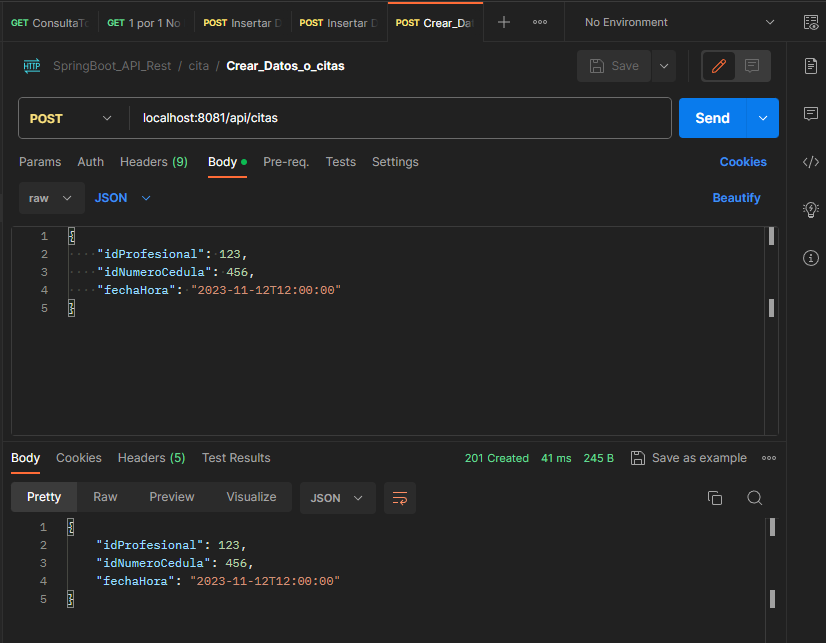 GET ConsultaTo GET 1 por 1 No POST Insertar D POST Insertar D POST Crear_Dat No Environment
HTTP SpringBoot_API_Rest / cita / Crear_Datos_o_citas Save
POST localhost:8081/api/citas Send
Params Auth Headers (9) Body Pre-req. Tests Settings Cookies
raw JSON Beautify
1 {
2 "idProfesional": 123,
3 "idNumeroCedula": 456,
4 "fechaHora": "2023-11-12T12:00:00"
5 }
Body Cookies Headers (5) Test Results 201 Created 41 ms 245 B Save as example
Pretty Raw Preview Visualize JSON
1 {
2 "idProfesional": 123,
3 "idNumeroCedula": 456,
4 "fechaHora": "2023-11-12T12:00:00"
5 }